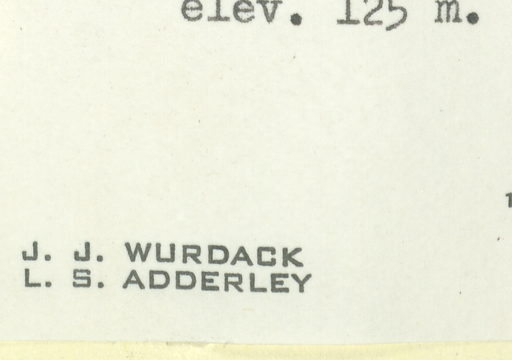 elev. 125 m.
J. J. WURDACK
L. S. ADDERLEY